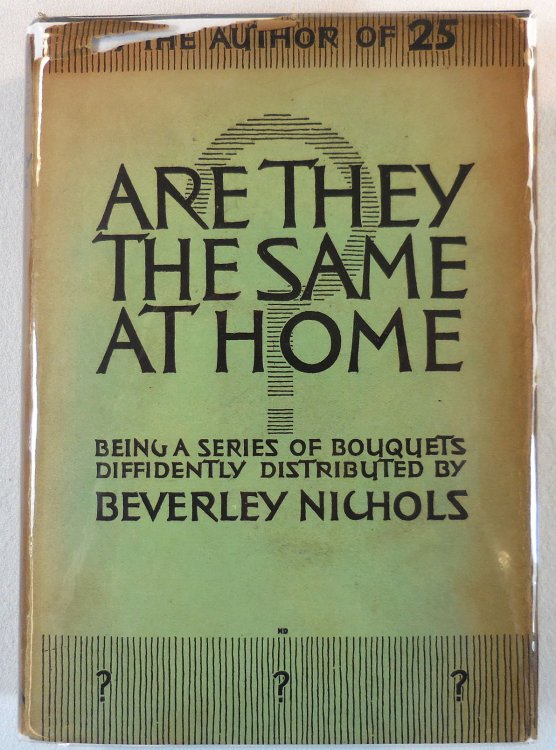 THE AUTHOR OF 25
ARE THEY
THE SAME
AT HOME
?
BEING A SERIES OF BOUQUETS
DIFFIDENTLY DISTRIBUTED BY
BEVERLEY NICHOLS
ND
? ? ?